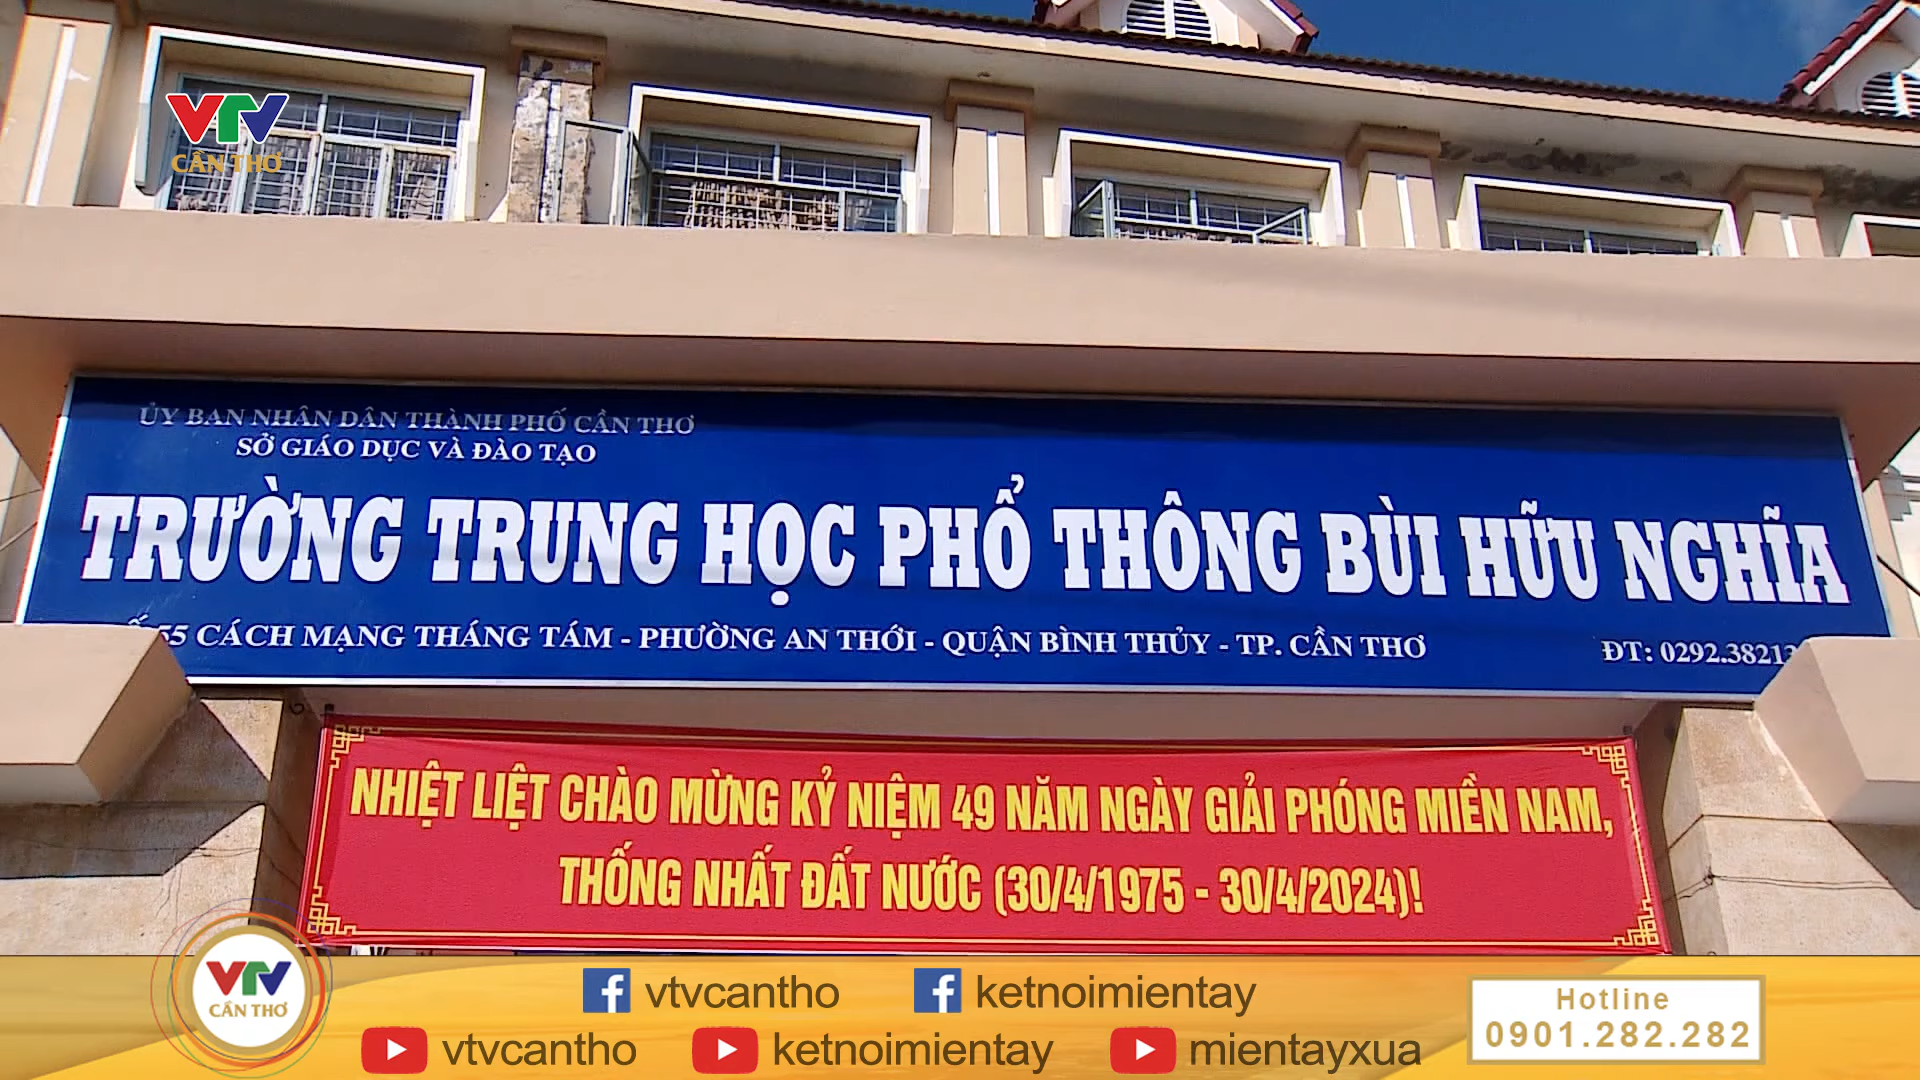 VTV
CẦN THƠ
ỦY BAN NHÂN DÂN THÀNH PHỐ CẦN THƠ
SỞ GIÁO DỤC VÀ ĐÀO TẠO
TRƯỜNG TRUNG HỌC PHỔ THÔNG BÙI HỮU NGHĨA
55 CÁCH MẠNG THÁNG TÁM - PHƯỜNG AN THỚI - QUẬN BÌNH THỦY - TP. CẦN THƠ
ĐT: 0292.38213
NHIỆT LIỆT CHÀO MỪNG KỶ NIỆM 49 NĂM NGÀY GIẢI PHÓNG MIỀN NAM,
THỐNG NHẤT ĐẤT NƯỚC (30/4/1975 - 30/4/2024)!
VTV
CẦN THƠ
vtvcantho
ketnoimientay
vtvcantho
ketnoimientay
mientayxua
Hotline
0901.282.282